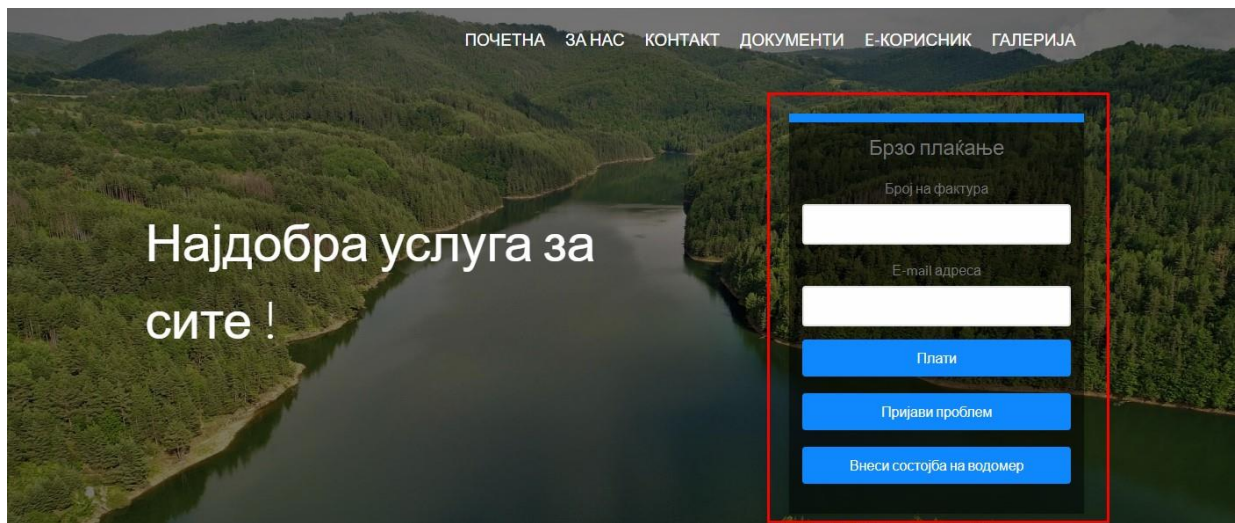 ПОЧЕТНА ЗА НАС КОНТАКТ ДОКУМЕНТИ Е-КОРИСНИК ГАЛЕРИЈА
Најдобра услуга за
сите !
Брзо плаќање
Број на фактура
E-mail адреса
Плати
Пријави проблем
Внеси состојба на водомер